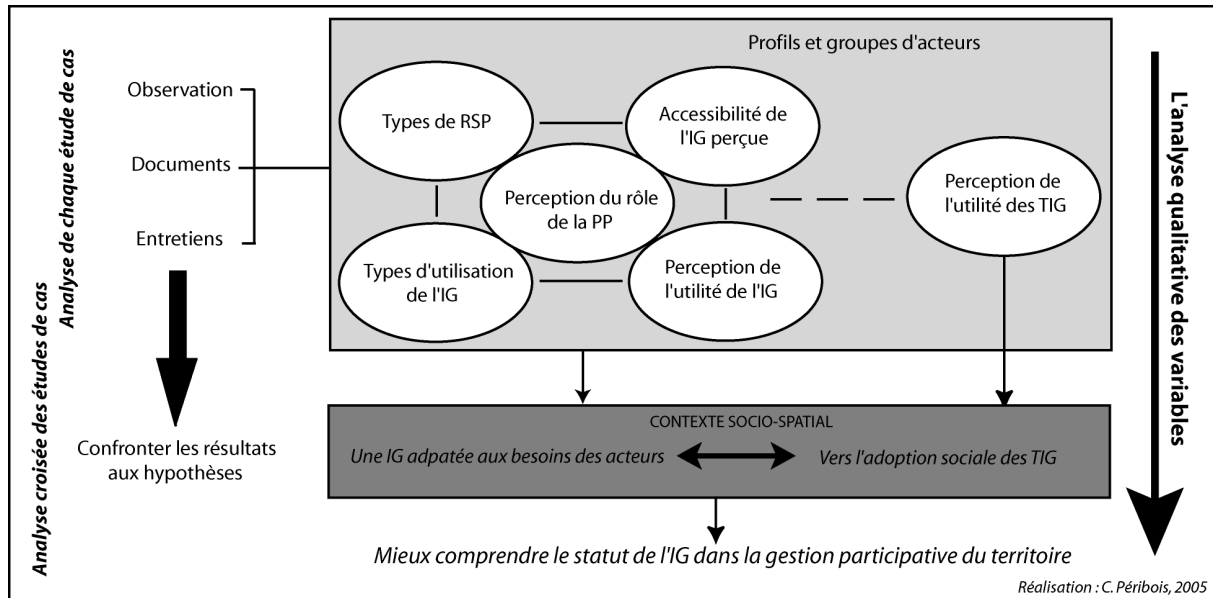 Analyse de chaque étude de cas
Analyse croisée des études de cas
Observation
Documents
Entretiens
Confronter les résultats
aux hypothèses
Profils et groupes d'acteurs
Types de RSP
Accessibilité de
l'IG perçue
Perception du rôle
de la PP
Types d'utilisation
de l'IG
Perception de
l'utilité de l'IG
Perception de
l'utilité des TIG
CONTEXTE SOCIO-SPATIAL
Une IG adpatée aux besoins des acteurs
Vers l'adoption sociale des TIG
Mieux comprendre le statut de l'IG dans la gestion participative du territoire
L'analyse qualitative des variables
Réalisation : C. Péribois, 2005